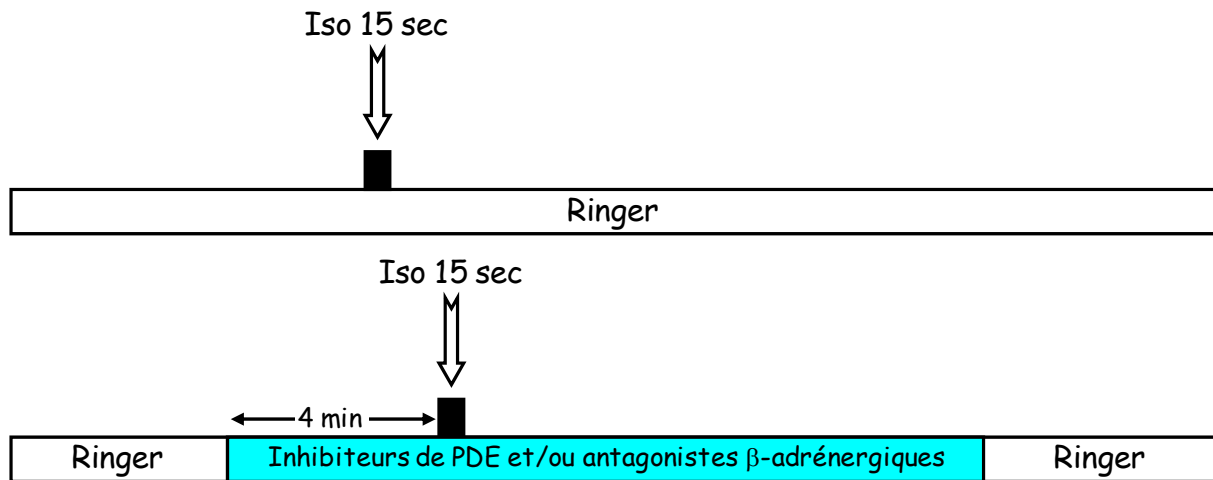 Iso 15 sec
Ringer
Iso 15 sec
4 min
Ringer Inhibiteurs de PDE et/ou antagonistes β-adrénergiques Ringer